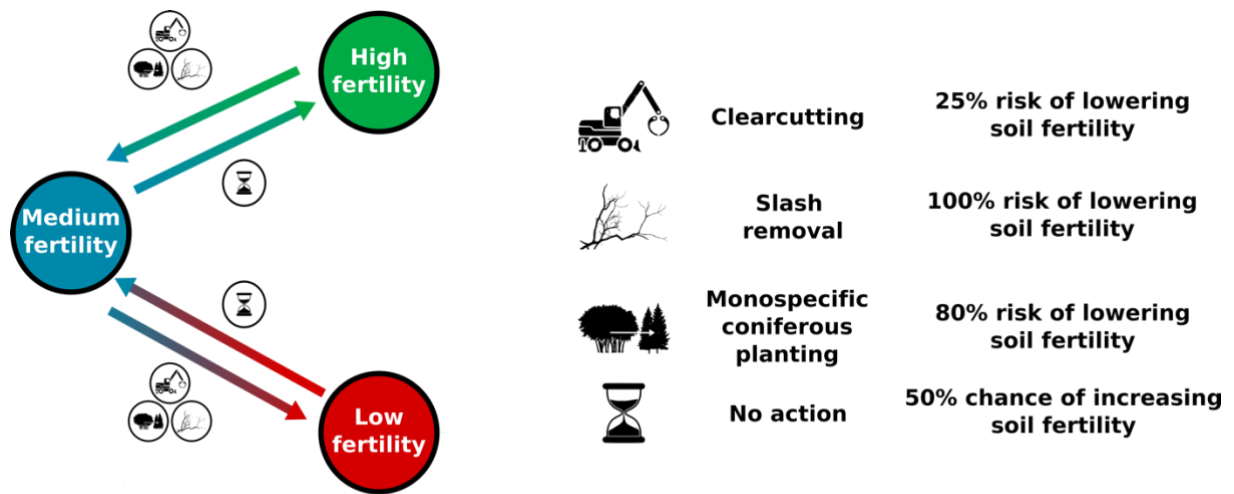 High
fertility
Medium
fertility
Low
fertility
Clearcutting
25% risk of lowering
soil fertility
Slash
removal
100% risk of lowering
soil fertility
Monospecific
coniferous
planting
80% risk of lowering
soil fertility
No action
50% chance of increasing
soil fertility